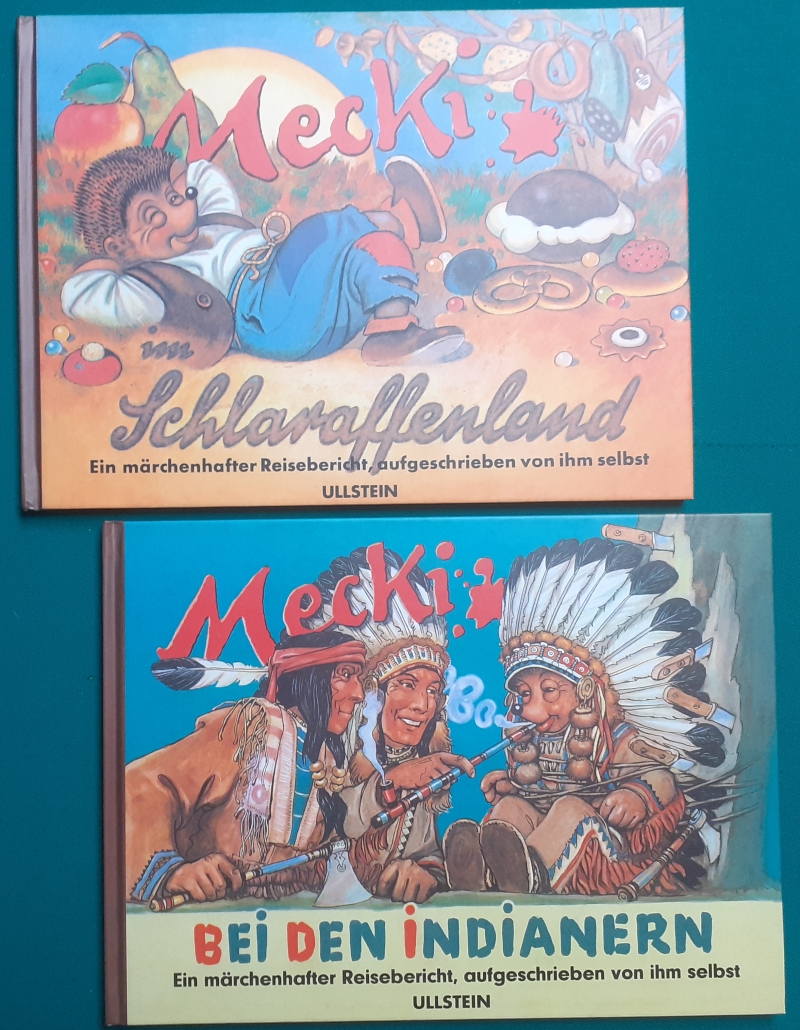 Mecki
im
Schlaraffenland
Ein märchenhafter Reisebericht, aufgeschrieben von ihm selbst
ULLSTEIN
Mecki
BEi DEN iNDiANERN
Ein märchenhafter Reisebericht, aufgeschrieben von ihm selbst
ULLSTEIN